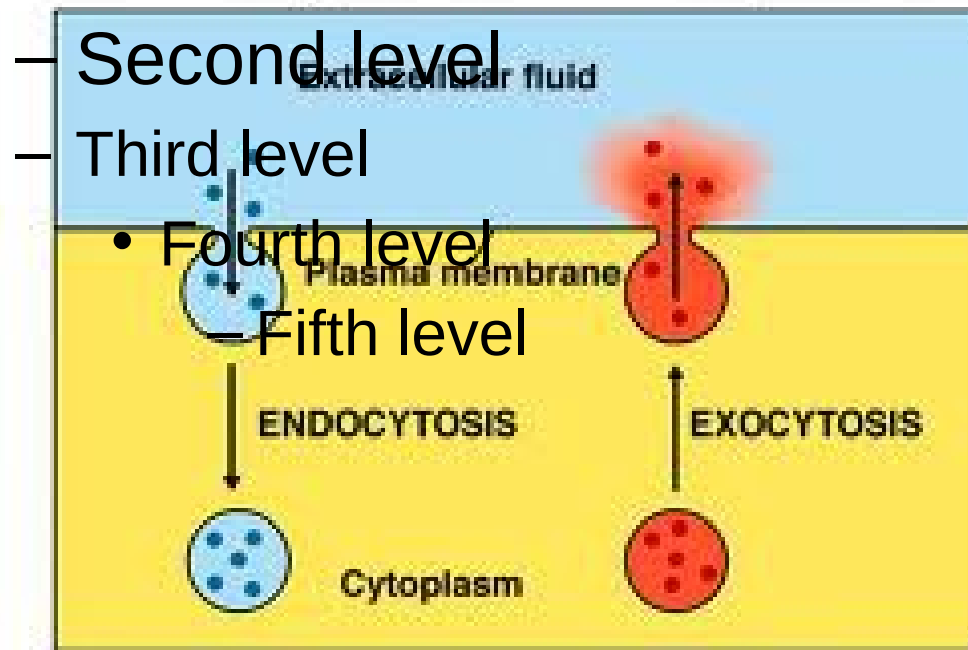 – Second level
Extracellular fluid
– Third level
• Fourth level
Plasma membrane
– Fifth level
ENDOCYTOSIS
EXOCYTOSIS
Cytoplasm